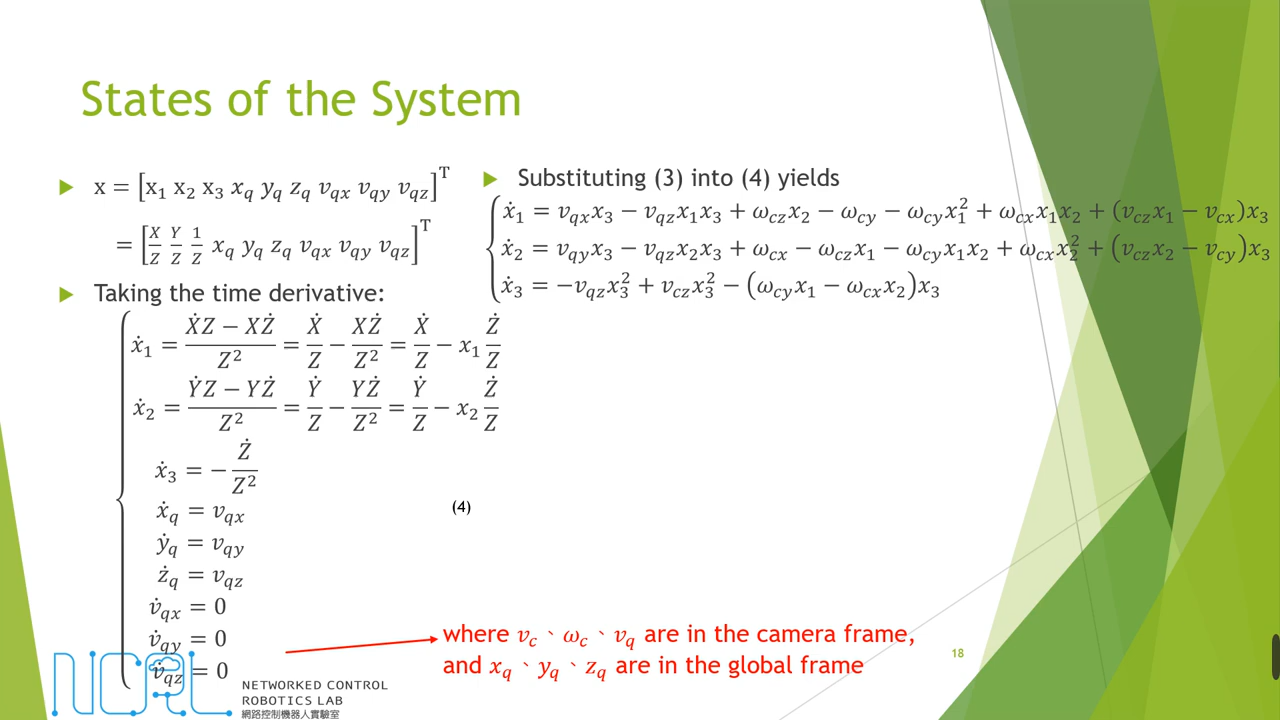 States of the System
x = [x₁ x₂ x₃ 𝑥_q 𝑦_q 𝑧_q 𝑣_qx 𝑣_qy 𝑣_qz]ᵀ
= [X/Z Y/Z 1/Z 𝑥_q 𝑦_q 𝑧_q 𝑣_qx 𝑣_qy 𝑣_qz]ᵀ
Taking the time derivative:
ẋ₁ = (ẊZ − XŻ)/Z² = Ẋ/Z − XŻ/Z² = Ẋ/Z − x₁ Ż/Z
ẋ₂ = (ẎZ − YŻ)/Z² = Ẏ/Z − YŻ/Z² = Ẏ/Z − x₂ Ż/Z
ẋ₃ = − Ż/Z²
ẋ_q = v_qx
ẏ_q = v_qy
ż_q = v_qz
v̇_qx = 0
v̇_qy = 0
v̇_qz = 0
(4)
Substituting (3) into (4) yields
ẋ₁ = v_qx x₃ − v_qz x₁x₃ + ω_cz x₂ − ω_cy − ω_cy x₁² + ω_cx x₁x₂ + (v_cz x₁ − v_cx)x₃
ẋ₂ = v_qy x₃ − v_qz x₂x₃ + ω_cx − ω_cz x₁ − ω_cy x₁x₂ + ω_cx x₂² + (v_cz x₂ − v_cy)x₃
ẋ₃ = −v_qz x₃² + v_cz x₃² − (ω_cy x₁ − ω_cx x₂)x₃
where v_c、ω_c、v_q are in the camera frame,
and x_q、y_q、z_q are in the global frame
18
NCRL
NETWORKED CONTROL
ROBOTICS LAB
網路控制機器人實驗室